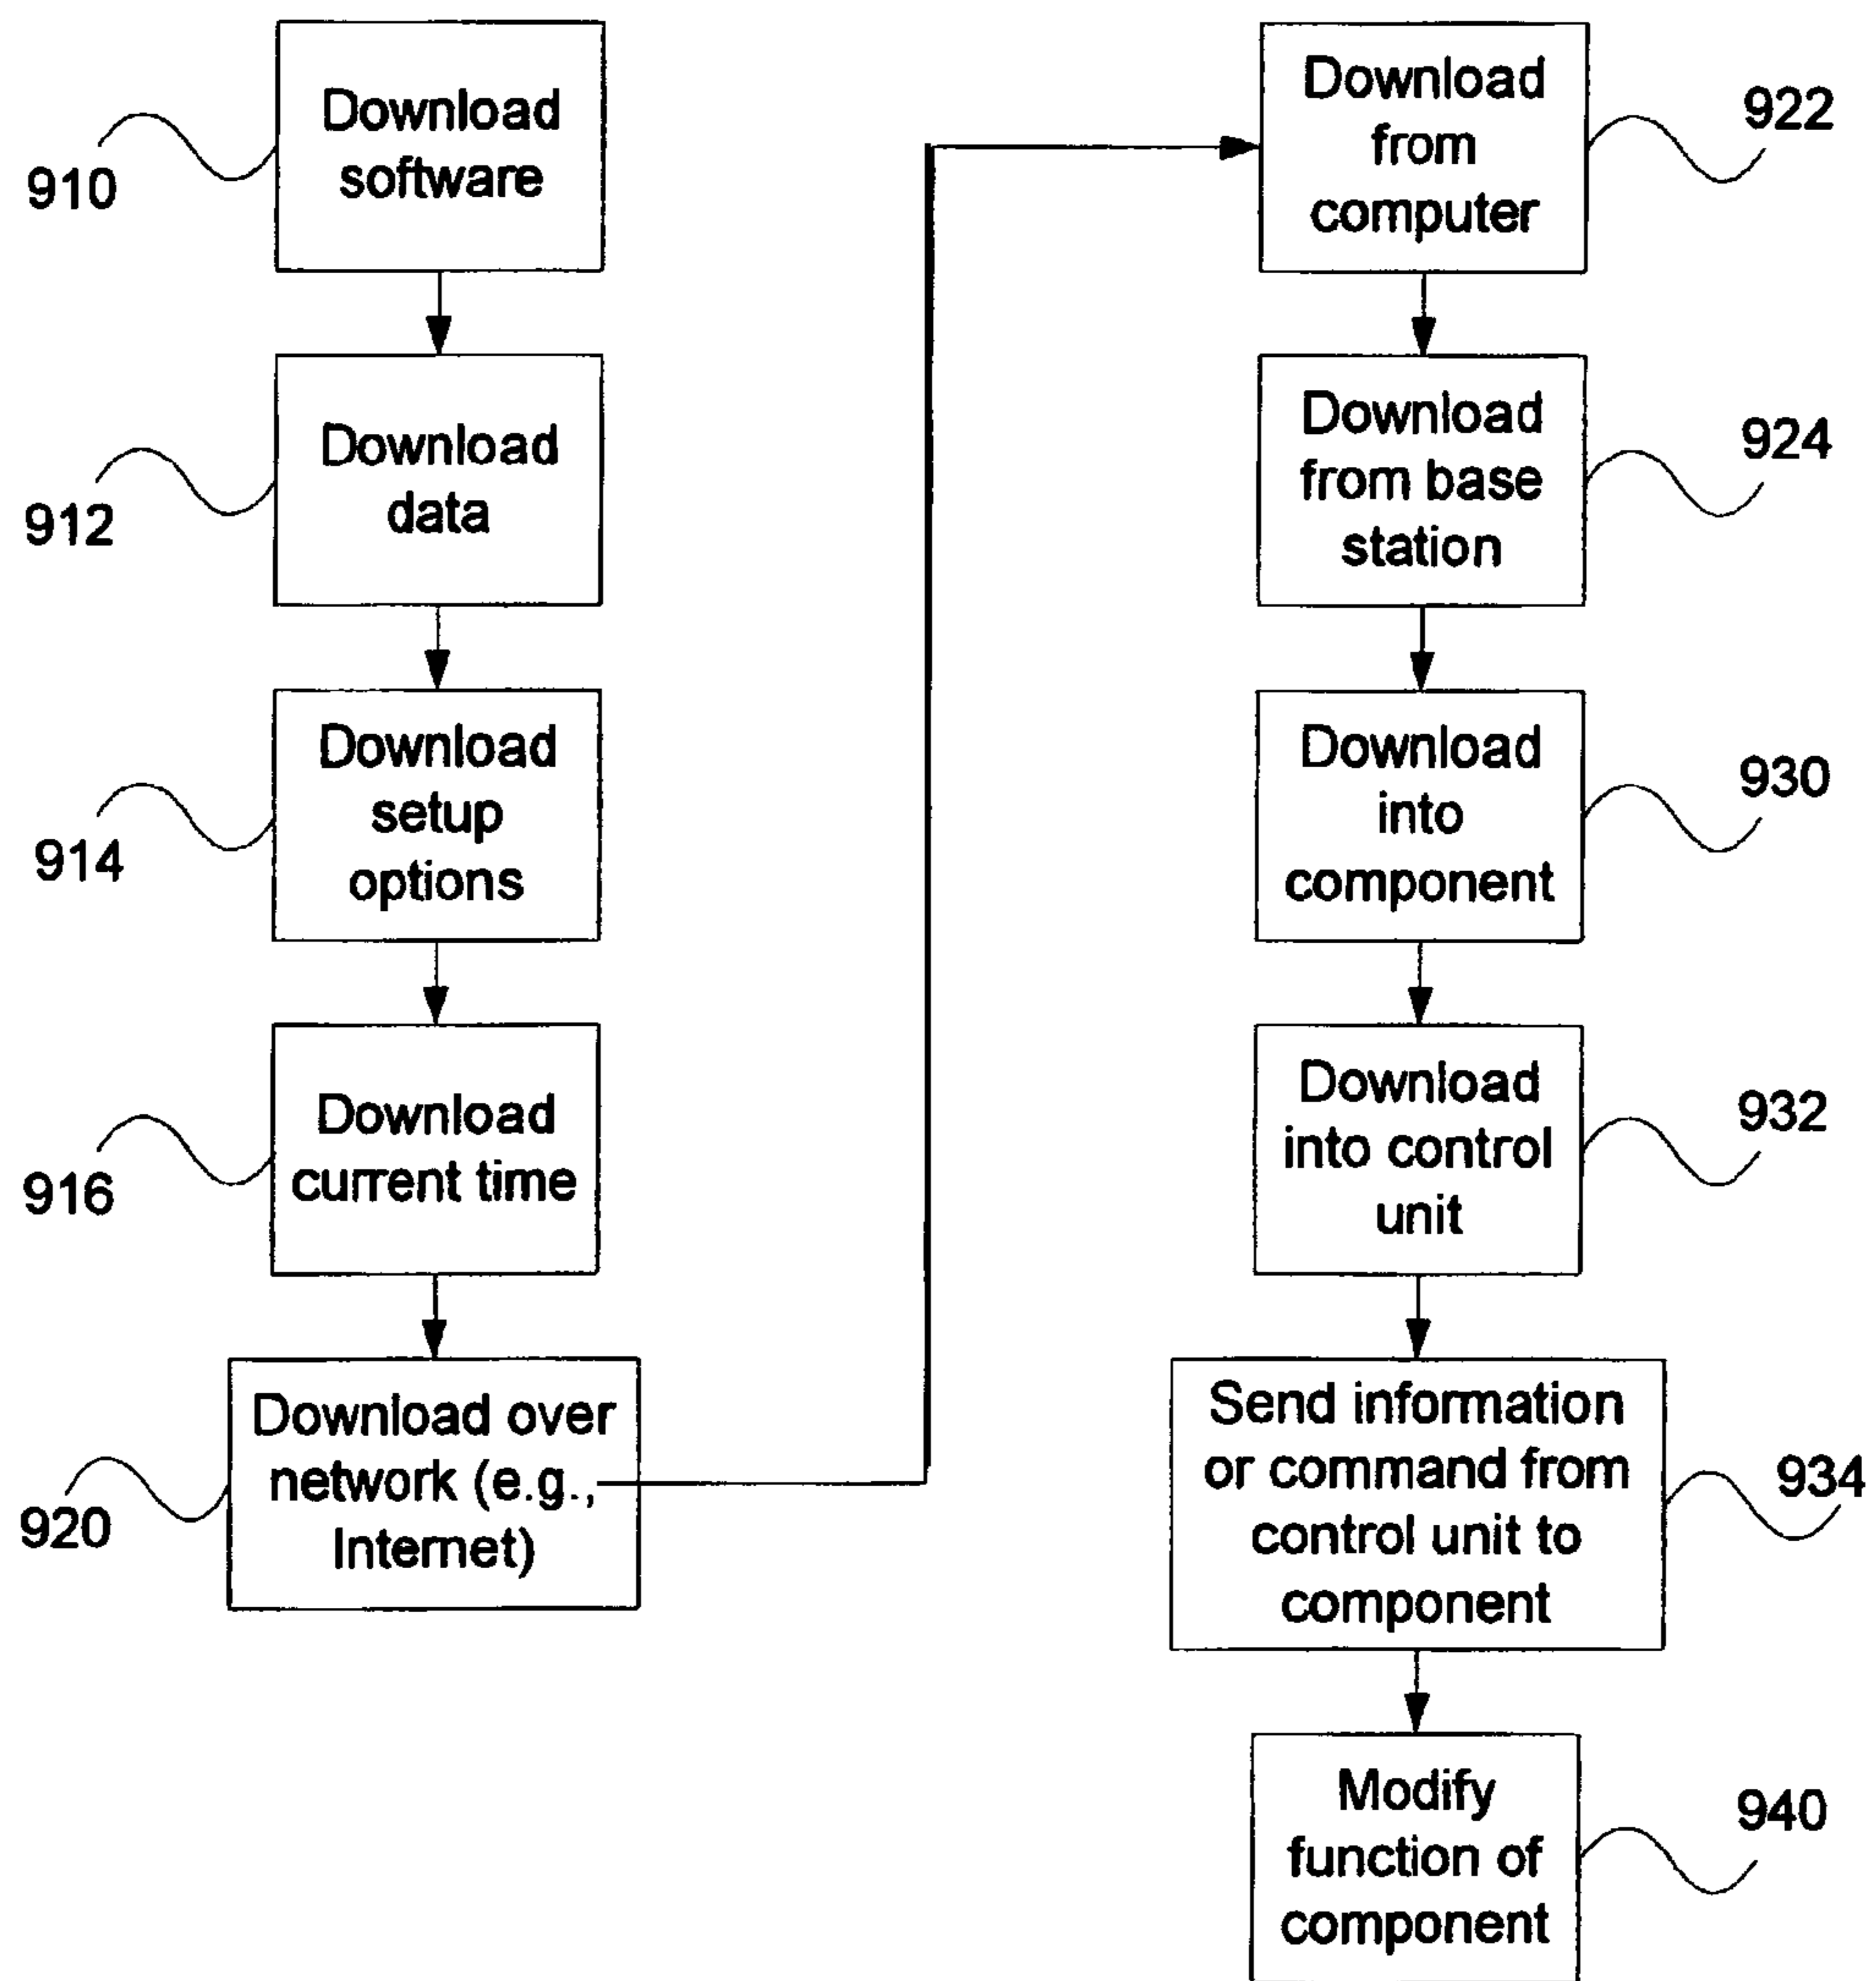 Download
software
910
Download
data
912
Download
setup
options
914
Download
current time
916
Download over
network (e.g.,
Internet)
920
Download
from
computer
922
Download
from base
station
924
Download
into
component
930
Download
into control
unit
932
Send information
or command from
control unit to
component
934
Modify
function of
component
940